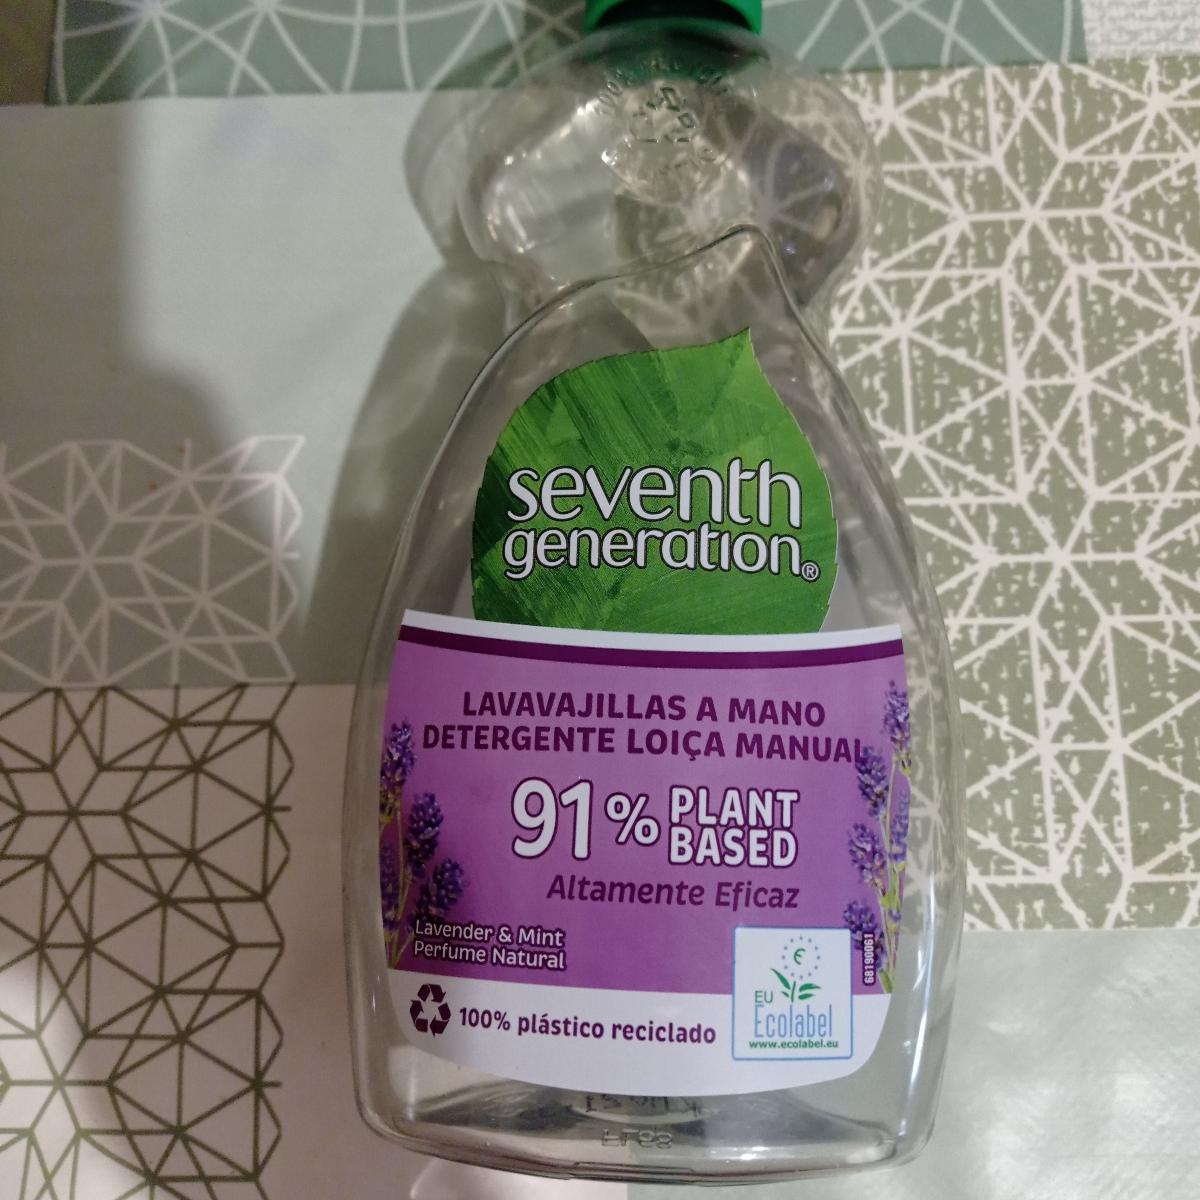 seventh
generation®
LAVAVAJILLAS A MANO
DETERGENTE LOIÇA MANUAL
91% PLANT
BASED
Altamente Eficaz
Lavender & Mint
Perfume Natural
68190061
100% plástico reciclado
EU
Ecolabel
www.ecolabel.eu